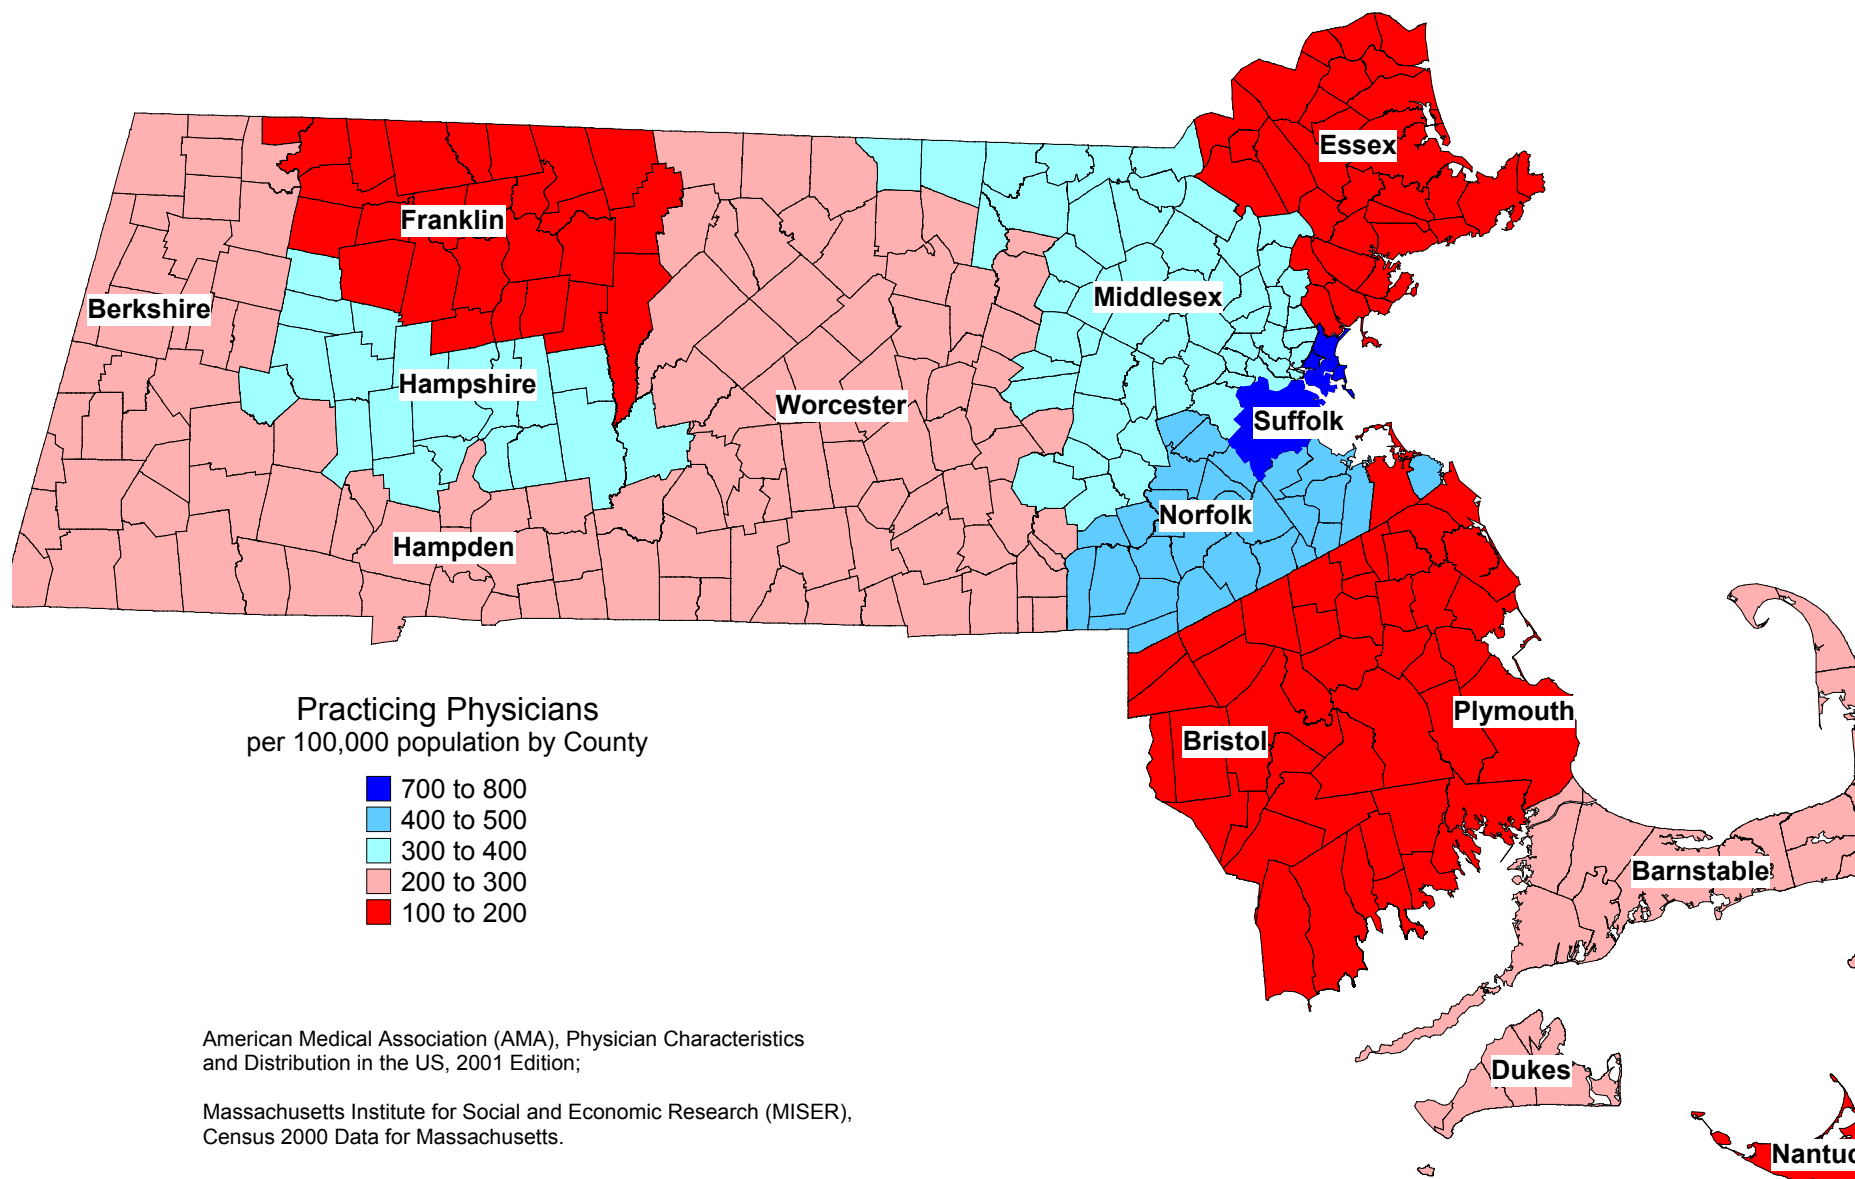 Essex
Franklin
Middlesex
Berkshire
Hampshire
Worcester
Suffolk
Norfolk
Hampden
Plymouth
Bristol
Practicing Physicians
per 100,000 population by County
700 to 800
400 to 500
300 to 400
200 to 300
100 to 200
Barnstable
American Medical Association (AMA), Physician Characteristics
and Distribution in the US, 2001 Edition;
Dukes
Massachusetts Institute for Social and Economic Research (MISER),
Census 2000 Data for Massachusetts.
Nantuc